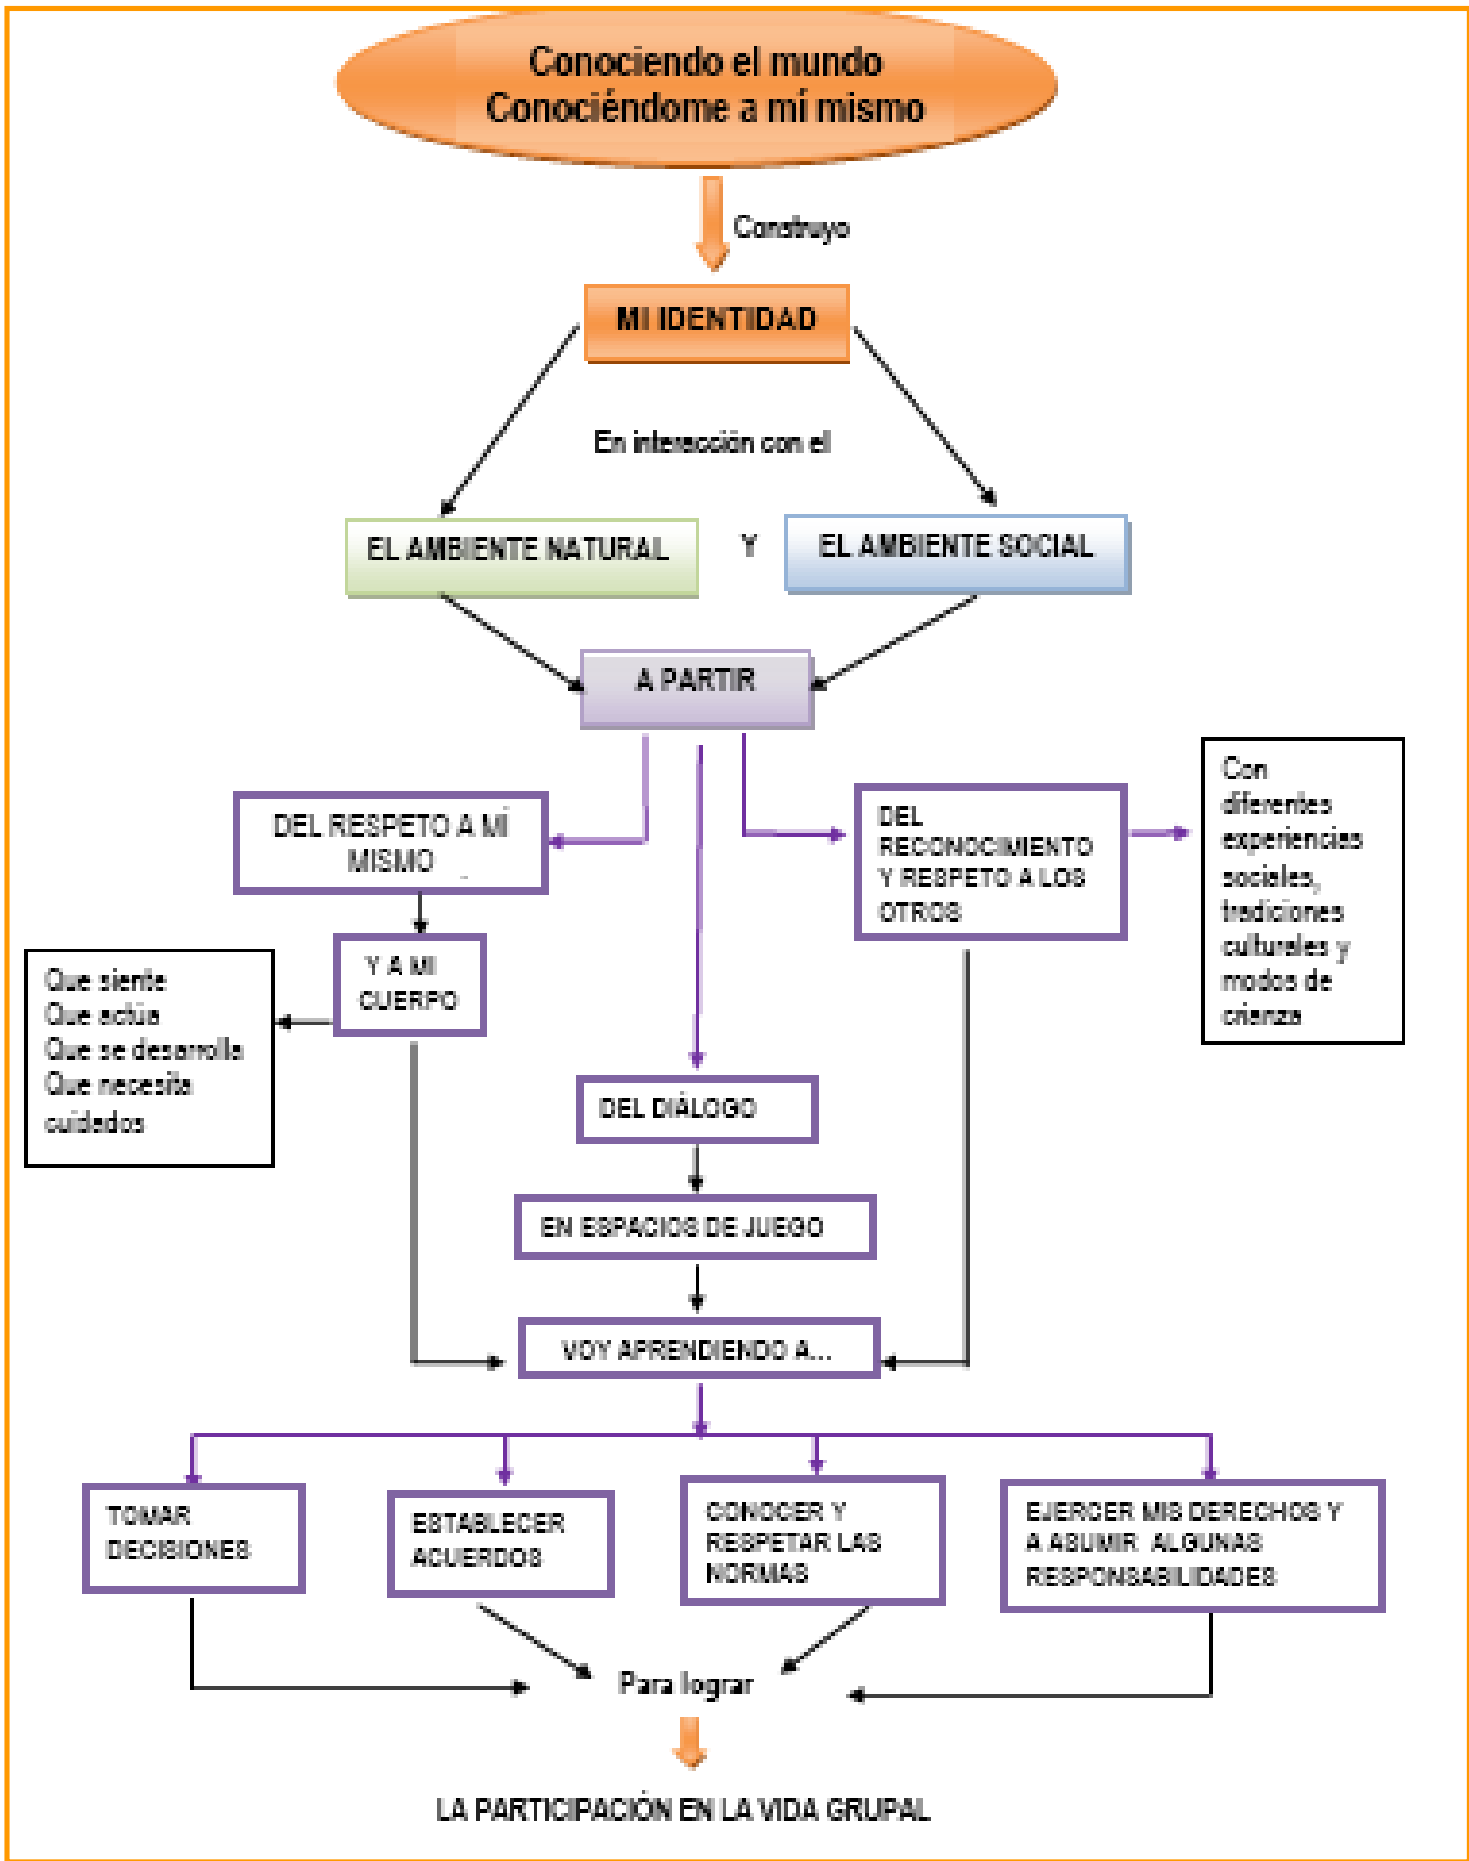 Conociendo el mundo
Conociéndome a mí mismo
Construyo
MI IDENTIDAD
En interacción con el
EL AMBIENTE NATURAL
Y
EL AMBIENTE SOCIAL
A PARTIR
DEL RESPETO A MÍ
MISMO
DEL
RECONOCIMIENTO
Y RESPETO A LOS
OTROS
Con
diferentes
experiencias
sociales,
tradiciones
culturales y
modos de
crianza
Y A MI
CUERPO
Que siente
Que actúa
Que se desarrolla
Que necesita
cuidados
DEL DIÁLOGO
EN ESPACIOS DE JUEGO
VOY APRENDIENDO A...
TOMAR
DECISIONES
ESTABLECER
ACUERDOS
CONOCER Y
RESPETAR LAS
NORMAS
EJERCER MIS DERECHOS Y
A ASUMIR ALGUNAS
RESPONSABILIDADES
Para lograr
LA PARTICIPACIÓN EN LA VIDA GRUPAL